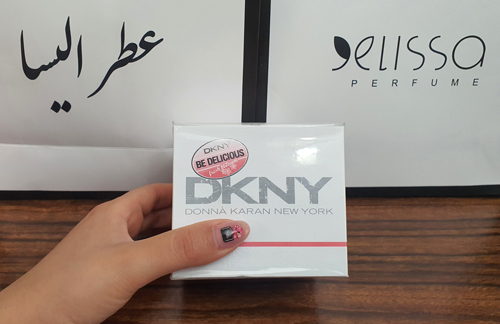 عطر الیسا
elissa
PERFUME
DKNY
BE DELICIOUS
DKNY
DONNA KARAN NEW YORK